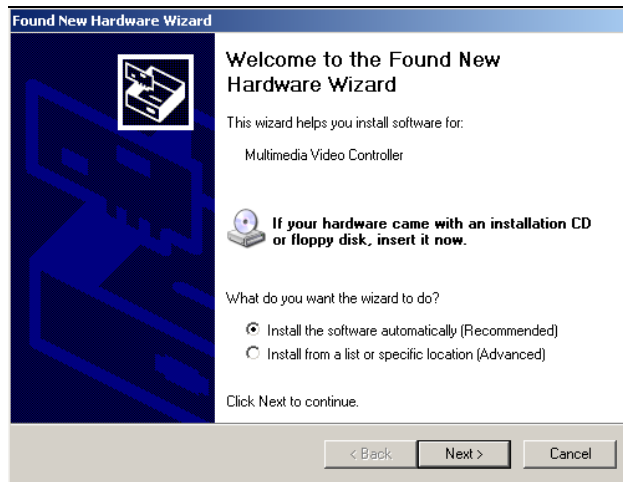 Found New Hardware Wizard
Welcome to the Found New
Hardware Wizard
This wizard helps you install software for:
Multimedia Video Controller
If your hardware came with an installation CD
or floppy disk, insert it now.
What do you want the wizard to do?
Install the software automatically (Recommended)
Install from a list or specific location (Advanced)
Click Next to continue.
< Back
Next >
Cancel